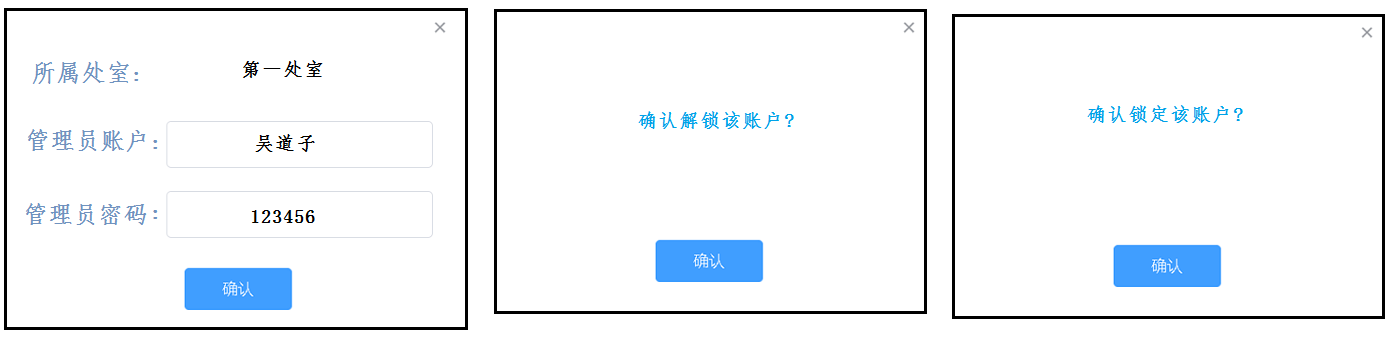 所属处室：
第一处室
管理员账户：
吴道子
管理员密码：
123456
确认
确认解锁该账户?
确认
确认锁定该账户?
确认